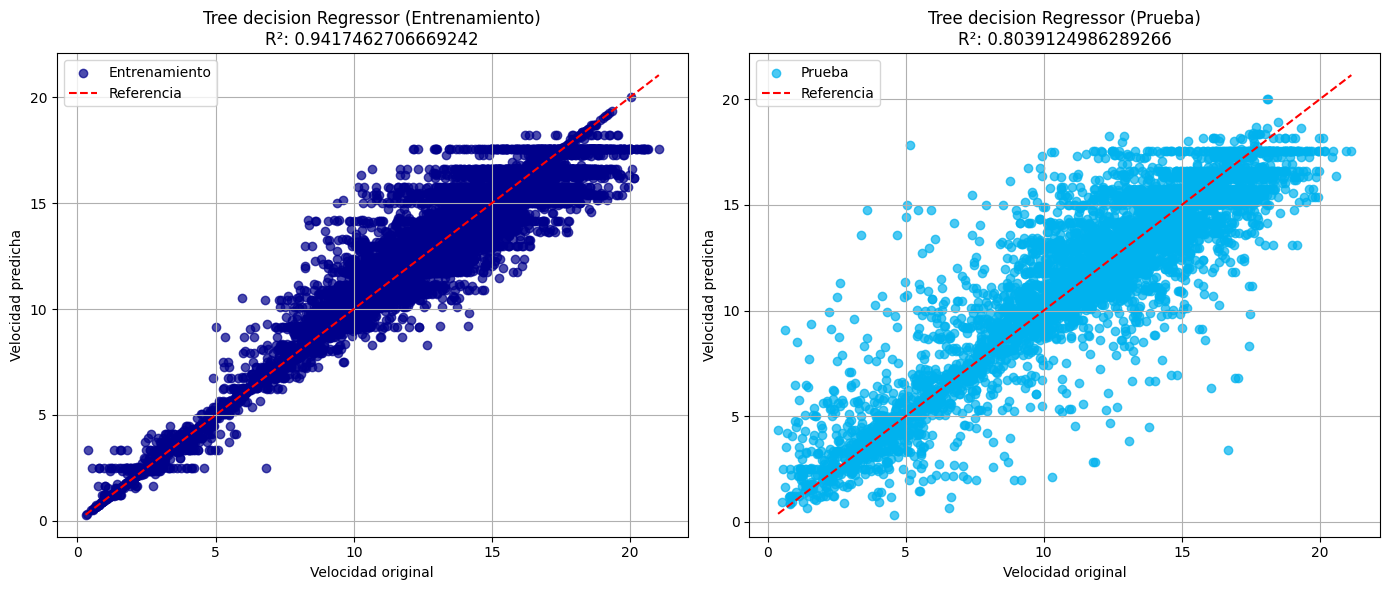 Tree decision Regressor (Entrenamiento)
R²: 0.9417462706669242
Entrenamiento
Referencia
20
15
10
5
0
Velocidad predicha
0 5 10 15 20
Velocidad original
Tree decision Regressor (Prueba)
R²: 0.8039124986289266
Prueba
Referencia
20
15
10
5
0
Velocidad predicha
0 5 10 15 20
Velocidad original